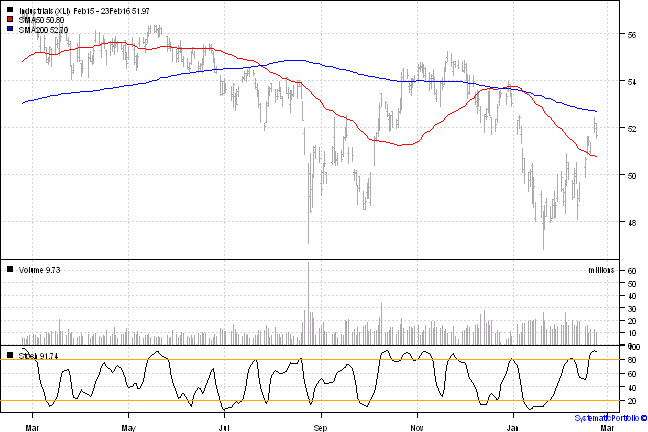 Industrials (XLI) Feb15 - 23Feb16 51.97
SMA50 50.80
SMA200 52.70
56
54
52
50
48
Volume 9.73
millions
60
50
40
30
20
10
0
Stoch 91.74
100
80
60
40
20
Mar May Jul Sep Nov Jan Mar
SystematicPortfolio ©